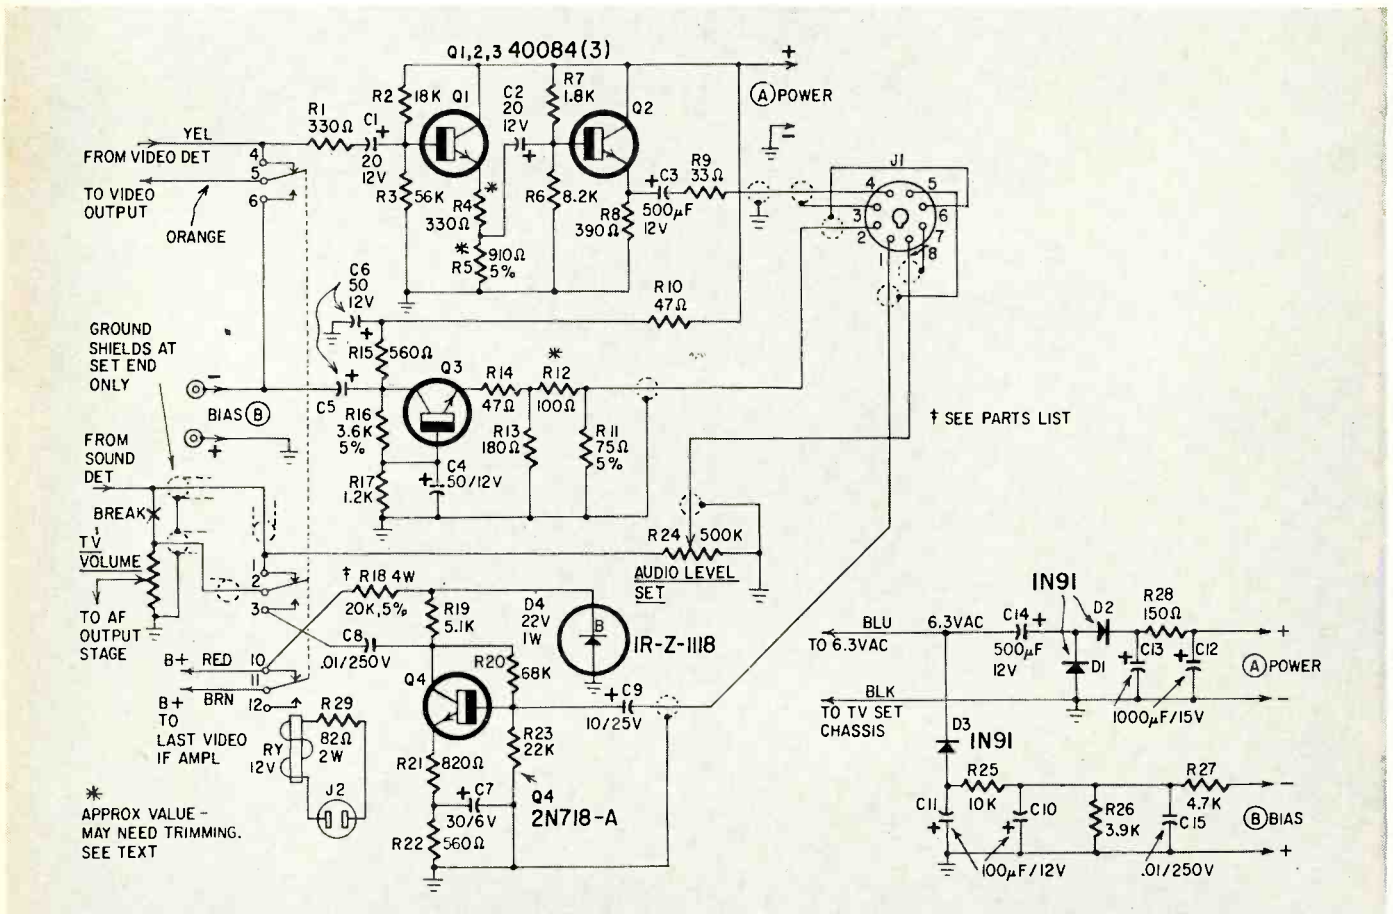 Q1,2,3 40084(3)
R2 18K
Q1
C2
20
12V
R7
1.8K
Q2
+
Ⓐ POWER
−
YEL
FROM VIDEO DET
R1
330Ω
C1
+
20
12V
4
5
6
TO VIDEO
OUTPUT
ORANGE
R3 56K
*
R4
330Ω
*
R5
910Ω
5%
+
R6 8.2K
R8
390Ω
+
C3
500µF
12V
R9
33Ω
J1
4
5
3
6
2
7
1
8
C6
50
12V
+
R10
47Ω
R15 560Ω
GROUND
SHIELDS AT
SET END
ONLY
−
BIAS Ⓑ
+
+
C5
Q3
R14
47Ω
*
R12
100Ω
R16
3.6K
5%
R13
180Ω
R11
75Ω
5%
+
C4
50/12V
R17
1.2K
‡ SEE PARTS LIST
FROM
SOUND
DET
BREAK
TV
VOLUME
TO AF
OUTPUT
STAGE
1
2
3
R24 500K
AUDIO LEVEL
SET
‡ R18 4W
20K,5%
R19
5.1K
D4
22V
1W
B
IR-Z-1118
C8
.01/250V
R20
68K
B+ RED 10
11
BRN
12
B+
TO
LAST VIDEO
IF AMPL
Q4
+
C9
10/25V
R29
82Ω
2W
RY
12V
J2
R23
22K
R21 820Ω
+
C7
30/6V
Q4
2N718-A
R22 560Ω
*
APPROX VALUE –
MAY NEED TRIMMING.
SEE TEXT
1N91
BLU
TO 6.3VAC
6.3VAC
C14
+
500µF
12V
D2
D1
R28
150Ω
+
C13
+
C12
+
Ⓐ POWER
−
1000µF/15V
BLK
TO TV SET
CHASSIS
D3
1N91
R25
10K
R27
4.7K
−
C11
+
C10
+
R26
3.9K
C15
Ⓑ BIAS
+
100µF/12V
.01/250V